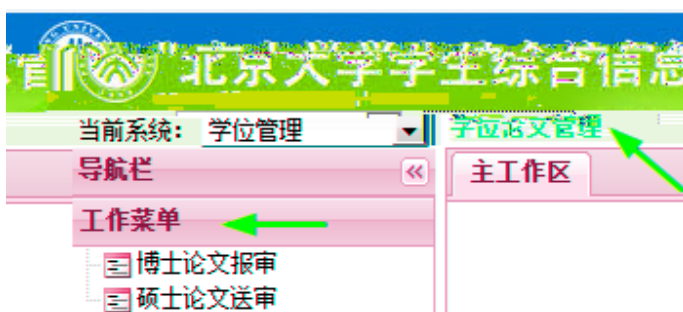 北京大学学生综合信息
当前系统： 学位管理 学位论文管理
导航栏 主工作区
工作菜单
博士论文报审
硕士论文送审